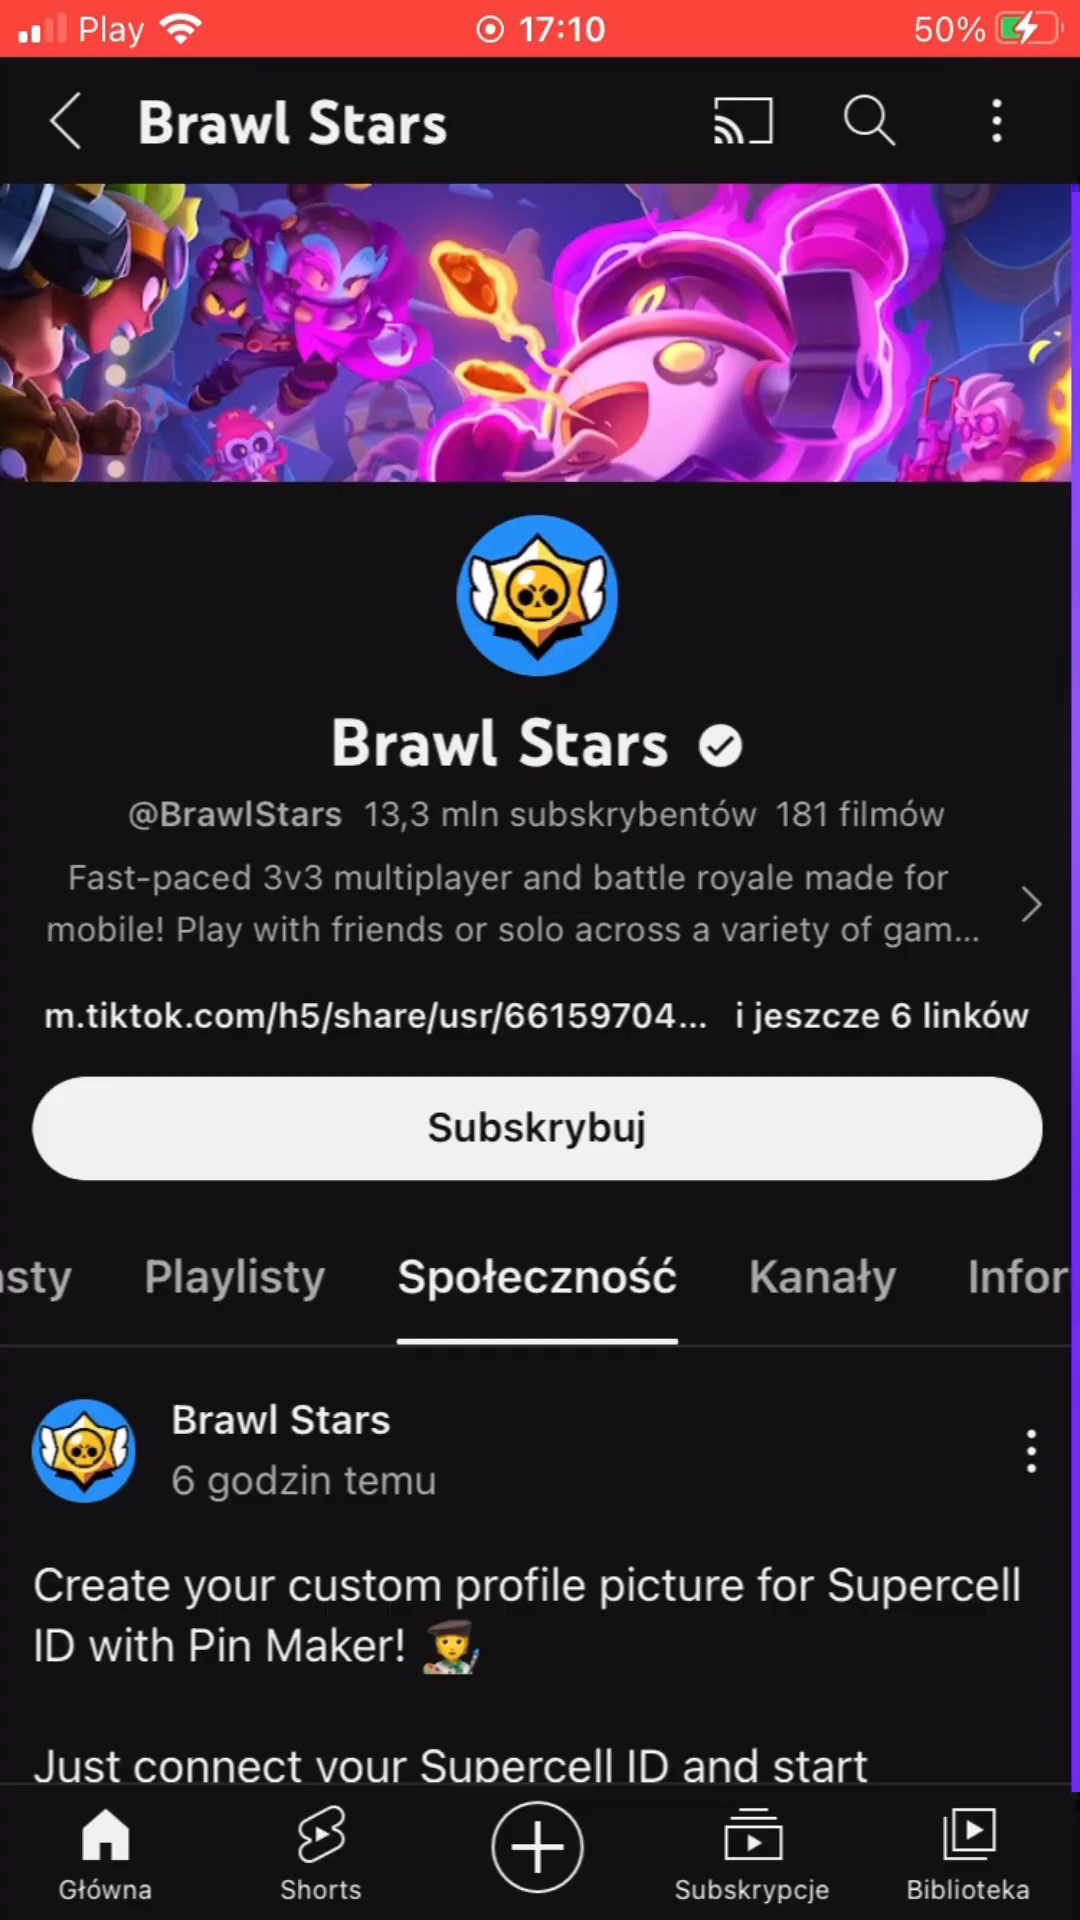 Play 17:10 50%
Brawl Stars
Brawl Stars
@BrawlStars 13,3 mln subskrybentów 181 filmów
Fast-paced 3v3 multiplayer and battle royale made for
mobile! Play with friends or solo across a variety of gam...
m.tiktok.com/h5/share/usr/66159704... i jeszcze 6 linków
Subskrybuj
sty Playlisty Społeczność Kanały Infor
Brawl Stars
6 godzin temu
Create your custom profile picture for Supercell
ID with Pin Maker! 🧑‍🎨
Just connect your Supercell ID and start
Główna Shorts Subskrypcje Biblioteka